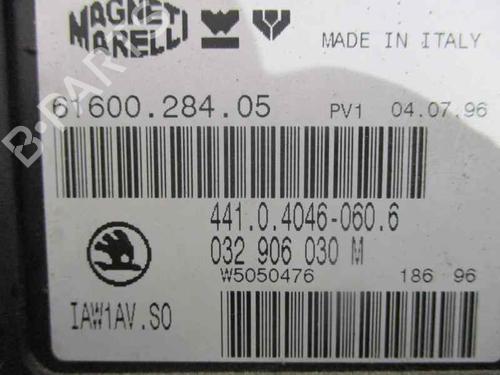 MAGNETI
MARELLI
MADE IN ITALY
61600.284.05
PV1 04.07.96
441.0.4046-060.6
032 906 030 M
W5050476
186 96
IAW1AV.S0
B-PARTS